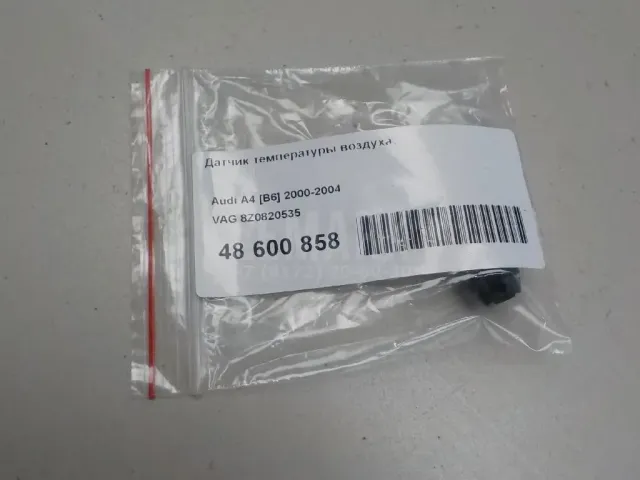 Датчик температуры воздуха
Audi A4 [B6] 2000-2004
VAG 8Z0820535
48 600 858